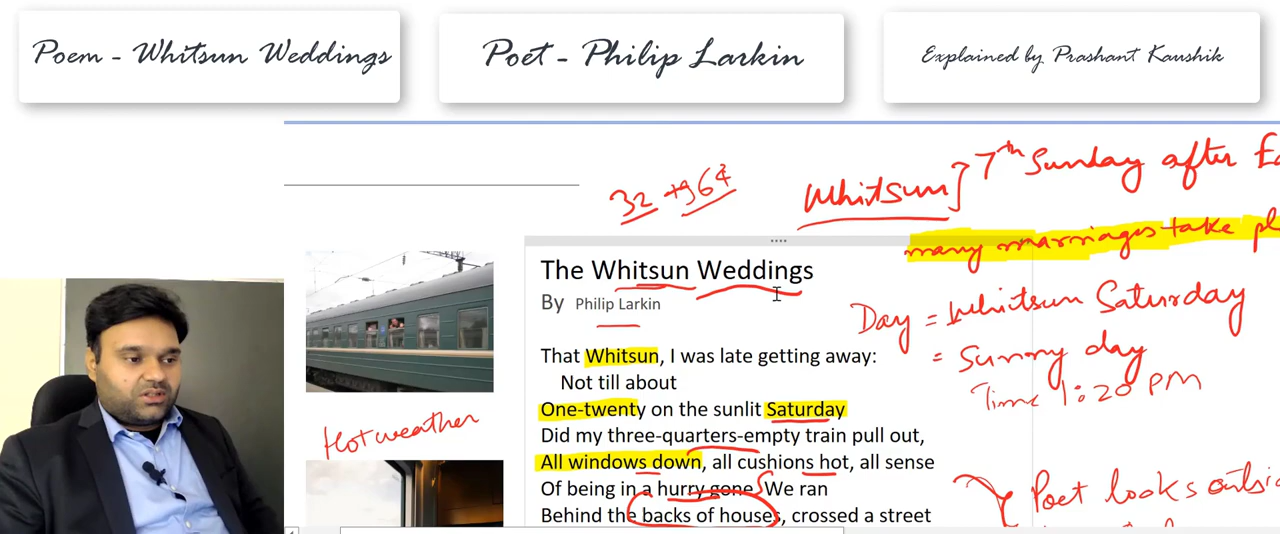 Poem - Whitsun Weddings
Poet - Philip Larkin
Explained by Prashant Kaushik
32 + 964
Whitsun] 7th Sunday after Ea
many marriages take pl
The Whitsun Weddings
By Philip Larkin
Day = Whitsun Saturday
= Sunny day
Time 1:20 PM
Hot weather
That Whitsun, I was late getting away:
Not till about
One-twenty on the sunlit Saturday
Did my three-quarters-empty train pull out,
All windows down, all cushions hot, all sense
Of being in a hurry gone. We ran
Behind the backs of houses, crossed a street
Poet looks outsi